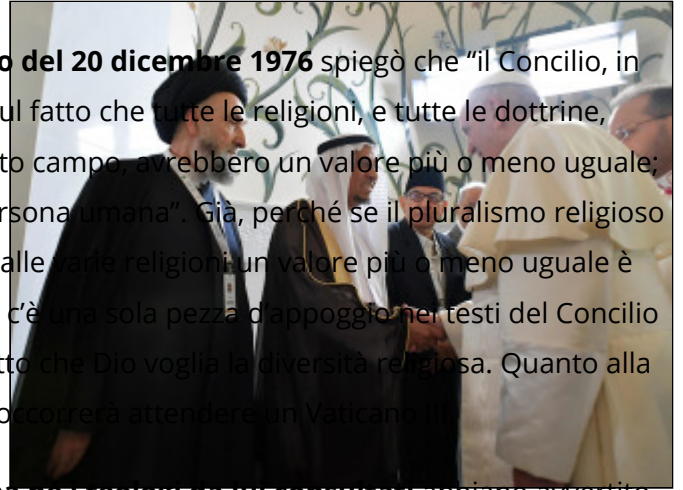 o del 20 dicembre 1976 spiegò che “il Concilio, in
ul fatto che tutte le religioni, e tutte le dottrine,
to campo, avrebbero un valore più o meno uguale;
rsona umana”. Già, perché se il pluralismo religioso
alle varie religioni un valore più o meno uguale è
c'è una sola pezza d'appoggio nei testi del Concilio
tto che Dio voglia la diversità religiosa. Quanto alla
occorrerà attendere un Vaticano III.